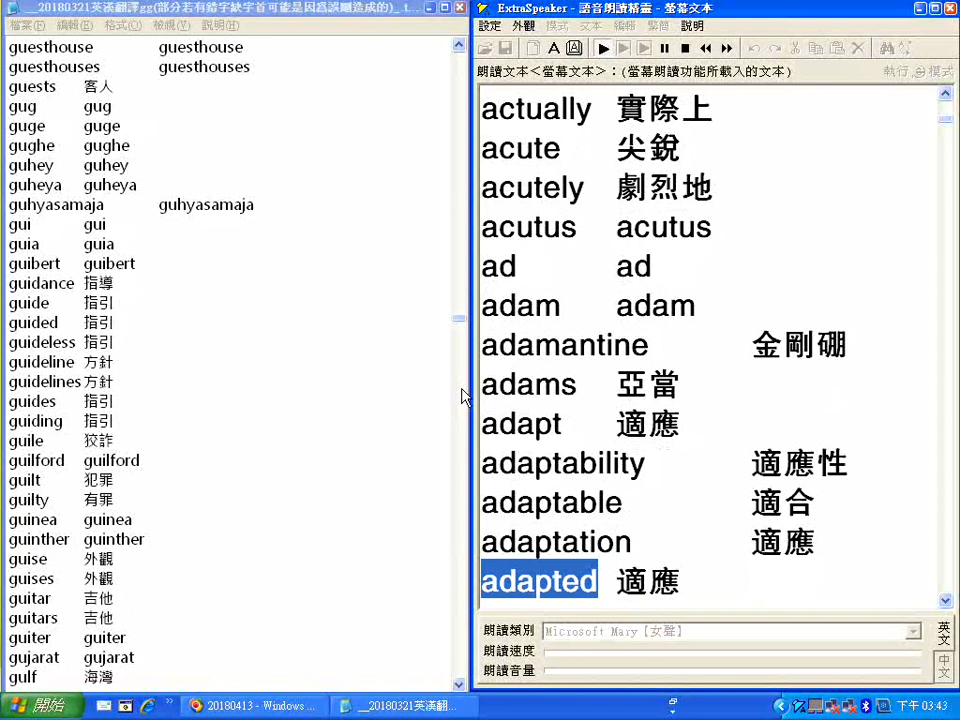 __20180321英漢翻譯gg(部分若有錯字缺字首可能是因為誤刪造成的)_t...
檔案(F) 編輯(E) 格式(O) 檢視(V) 說明(H)
guesthouse guesthouse
guesthouses guesthouses
guests 客人
gug gug
guge guge
gughe gughe
guhey guhey
guheya guheya
guhyasamaja guhyasamaja
gui gui
guia guia
guibert guibert
guidance 指導
guide 指引
guided 指引
guideless 指引
guideline 方針
guidelines 方針
guides 指引
guiding 指引
guile 狡詐
guilford guilford
guilt 犯罪
guilty 有罪
guinea guinea
guinther guinther
guise 外觀
guises 外觀
guitar 吉他
guitars 吉他
guiter guiter
gujarat gujarat
gulf 海灣
ExtraSpeaker - 語音朗讀精靈 - 螢幕文本
設定 外觀 模式 文本 編輯 繁簡 說明
朗讀文本<螢幕文本>：(螢幕朗讀功能所載入的文本)
執行 模式
actually 實際上
acute 尖銳
acutely 劇烈地
acutus acutus
ad ad
adam adam
adamantine 金剛硼
adams 亞當
adapt 適應
adaptability 適應性
adaptable 適合
adaptation 適應
adapted 適應
朗讀類別 Microsoft Mary【女聲】
朗讀速度
朗讀音量
英文
中文
開始
20180413 - Windows ...
__20180321英漢翻...
下午 03:43